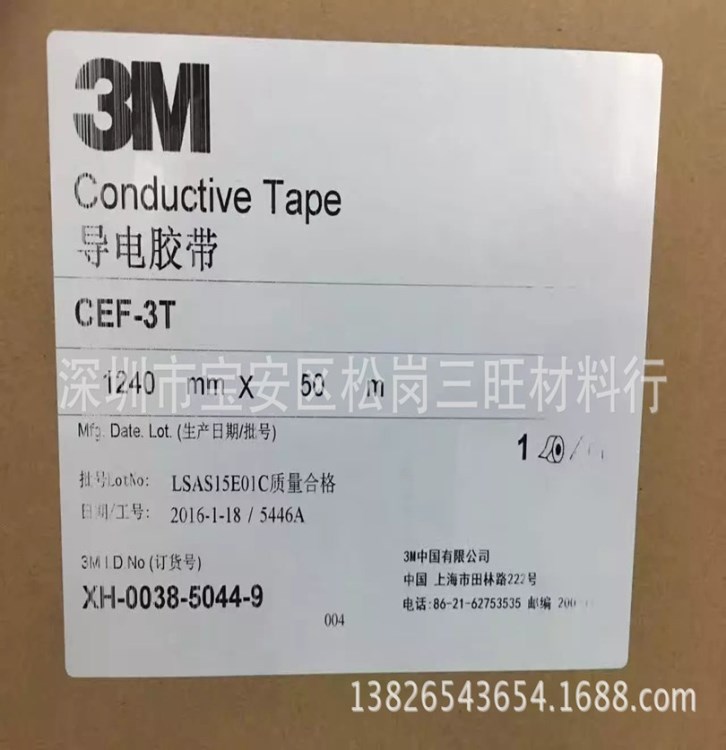 3M
Conductive Tape
导电胶带
CEF-3T
1240 mm X 50 m
深圳市宝安区松岗三旺材料行
Mfg. Date. Lot. (生产日期/批号)
1
批号LotNo: LSAS15E01C质量合格
日期/工号: 2016-1-18 / 5446A
3M I.D No (订货号)
XH-0038-5044-9
004
3M中国有限公司
中国 上海市田林路222号
电话:86-21-62753535 邮编
13826543654.1688.com